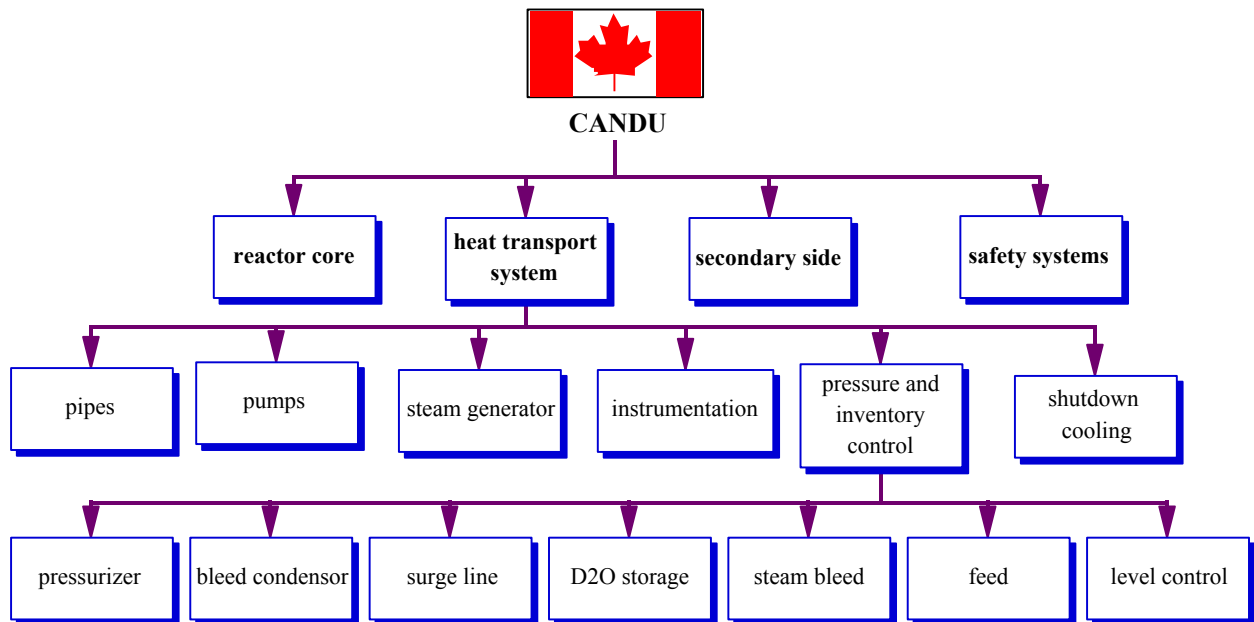 CANDU
reactor core
heat transport
system
secondary side
safety systems
pipes
pumps
steam generator
instrumentation
pressure and
inventory
control
shutdown
cooling
pressurizer
bleed condensor
surge line
D2O storage
steam bleed
feed
level control